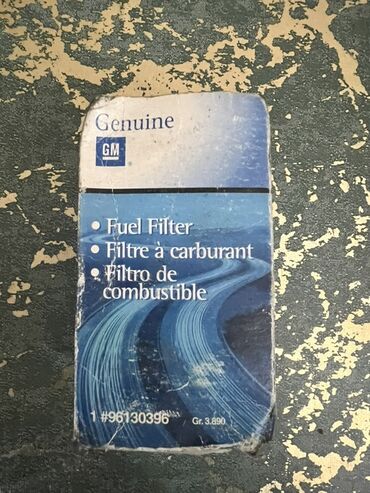 Genuine
GM
®
• Fuel Filter
• Filtre à carburant
• Filtro de
combustible
1 #96130396 Gr. 3.890